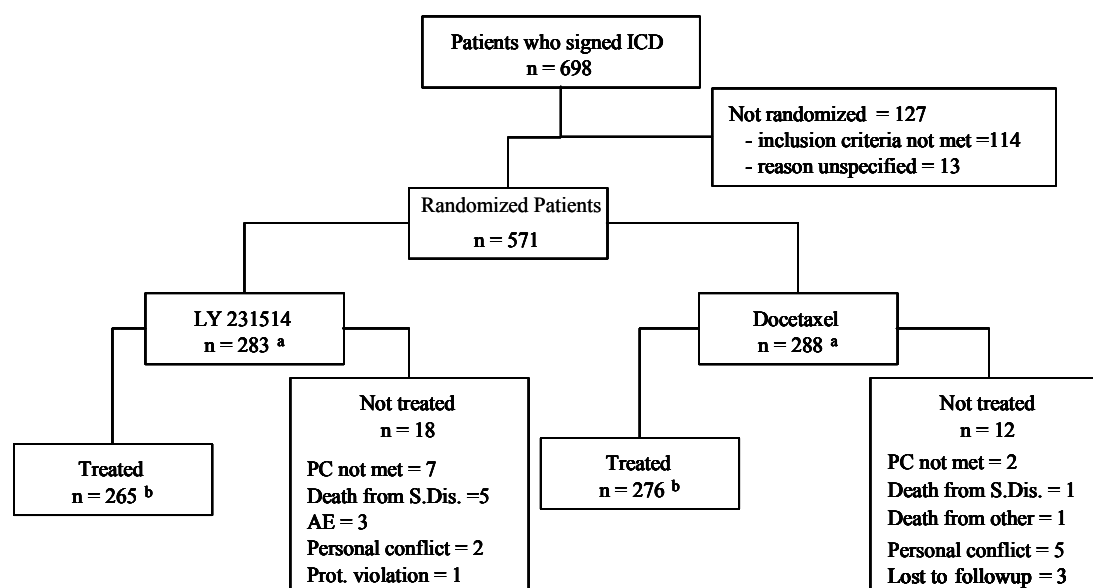 Patients who signed ICD
n = 698
Not randomized = 127
- inclusion criteria not met =114
- reason unspecified = 13
Randomized Patients
n = 571
LY 231514
n = 283 a
Docetaxel
n = 288 a
Treated
n = 265 b
Not treated
n = 18
PC not met = 7
Death from S.Dis. =5
AE = 3
Personal conflict = 2
Prot. violation = 1
Treated
n = 276 b
Not treated
n = 12
PC not met = 2
Death from S.Dis. = 1
Death from other = 1
Personal conflict = 5
Lost to followup = 3